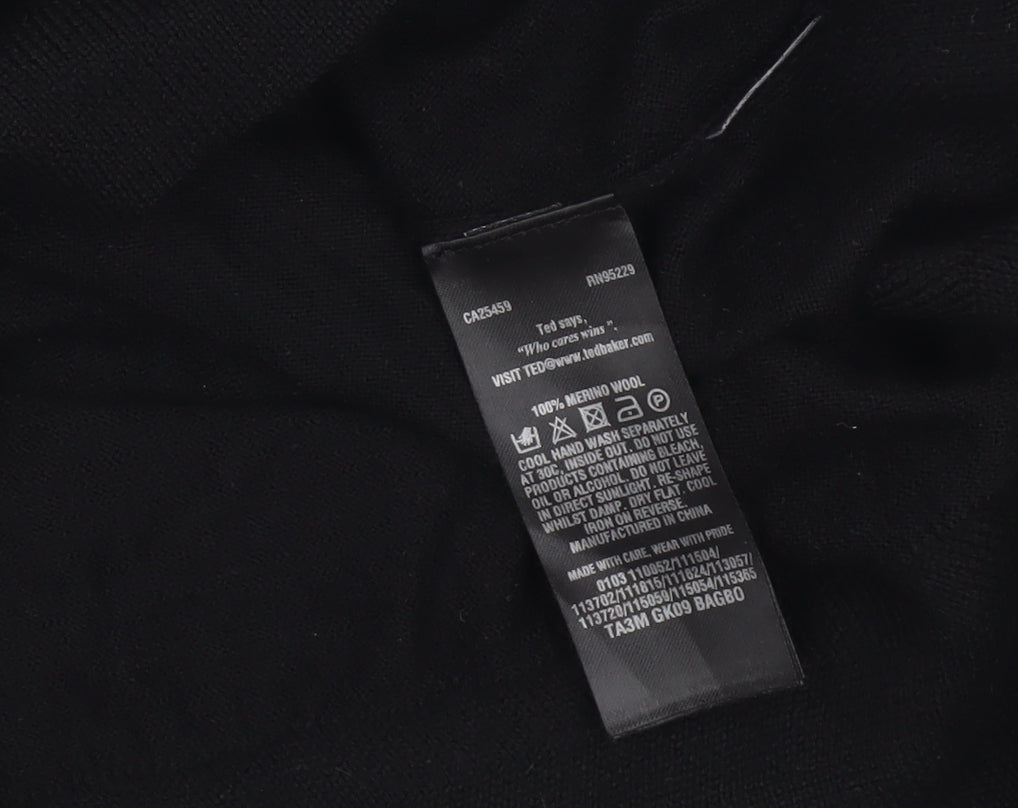 RN95229
CA25459
Ted says,
"Who cares wins".
VISIT TED@www.tedbaker.com
100% MERINO WOOL
P
COOL HAND WASH SEPARATELY
AT 30C, INSIDE OUT. DO NOT USE
PRODUCTS CONTAINING BLEACH,
OIL OR ALCOHOL. DO NOT LEAVE
IN DIRECT SUNLIGHT. RE-SHAPE
WHILST DAMP. DRY FLAT. COOL
IRON ON REVERSE.
MANUFACTURED IN CHINA
MADE WITH CARE, WEAR WITH PRIDE
0103 110052/111504/
113702/111815/111824/113057/
113720/115059/115054/115365
TA3M GK09 BAGBO